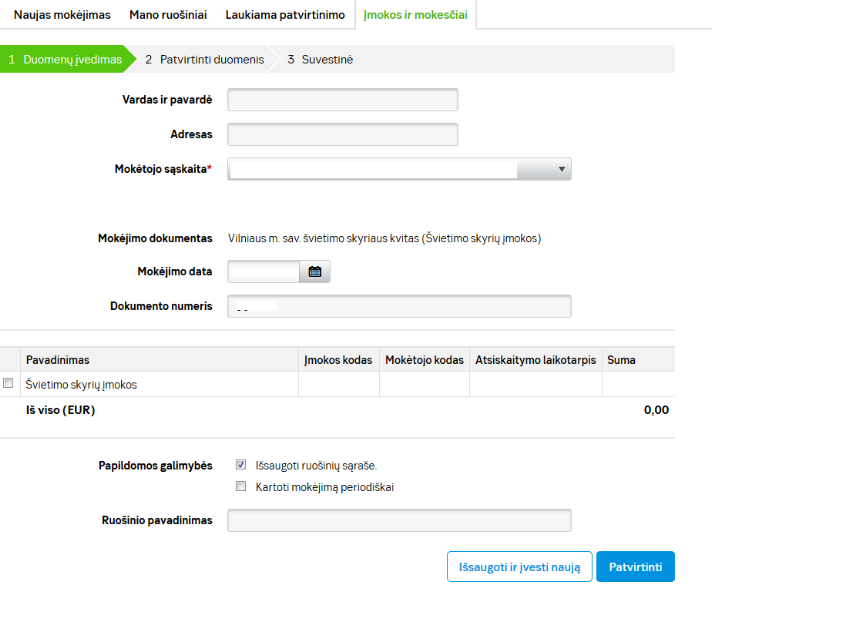 Naujas mokėjimas Mano ruošiniai Laukiama patvirtinimo Įmokos ir mokesčiai
1 Duomenų įvedimas 2 Patvirtinti duomenis 3 Suvestinė
Vardas ir pavardė
Adresas
Mokėtojo sąskaita*
Mokėjimo dokumentas Vilniaus m. sav. švietimo skyriaus kvitas (Švietimo skyrių įmokos)
Mokėjimo data
Dokumento numeris
Pavadinimas Įmokos kodas Mokėtojo kodas Atsiskaitymo laikotarpis Suma
Švietimo skyrių įmokos
Iš viso (EUR) 0,00
Papildomos galimybės Išsaugoti ruošinių sąraše.
Kartoti mokėjimą periodiškai
Ruošinio pavadinimas
Išsaugoti ir įvesti naują Patvirtinti